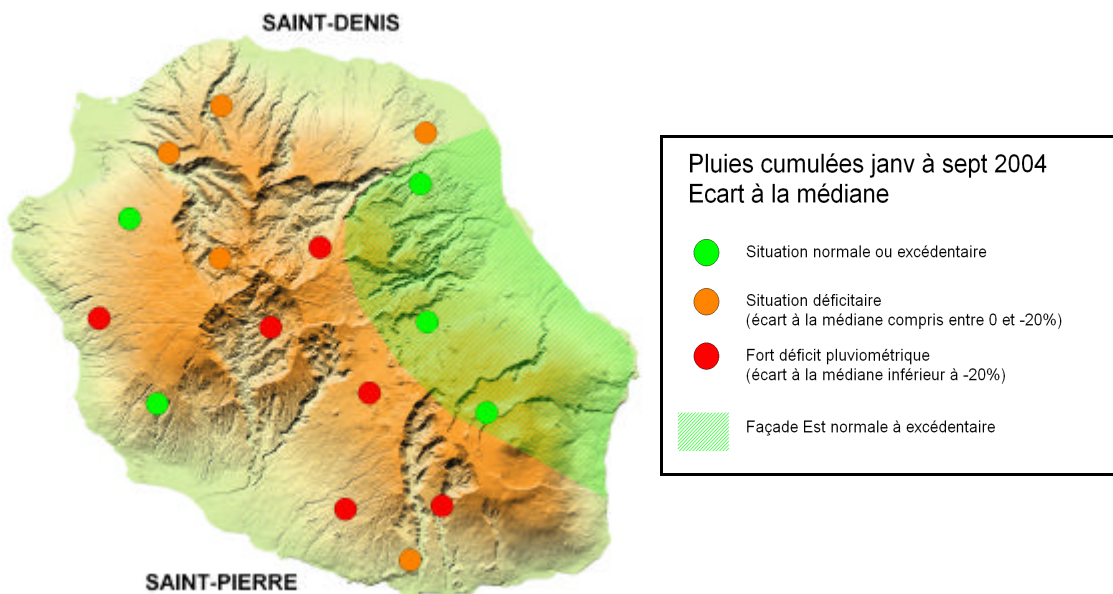 SAINT-DENIS
Pluies cumulées janv à sept 2004
Ecart à la médiane
Situation normale ou excédentaire
Situation déficitaire
(écart à la médiane compris entre 0 et -20%)
Fort déficit pluviométrique
(écart à la médiane inférieur à -20%)
Façade Est normale à excédentaire
SAINT-PIERRE